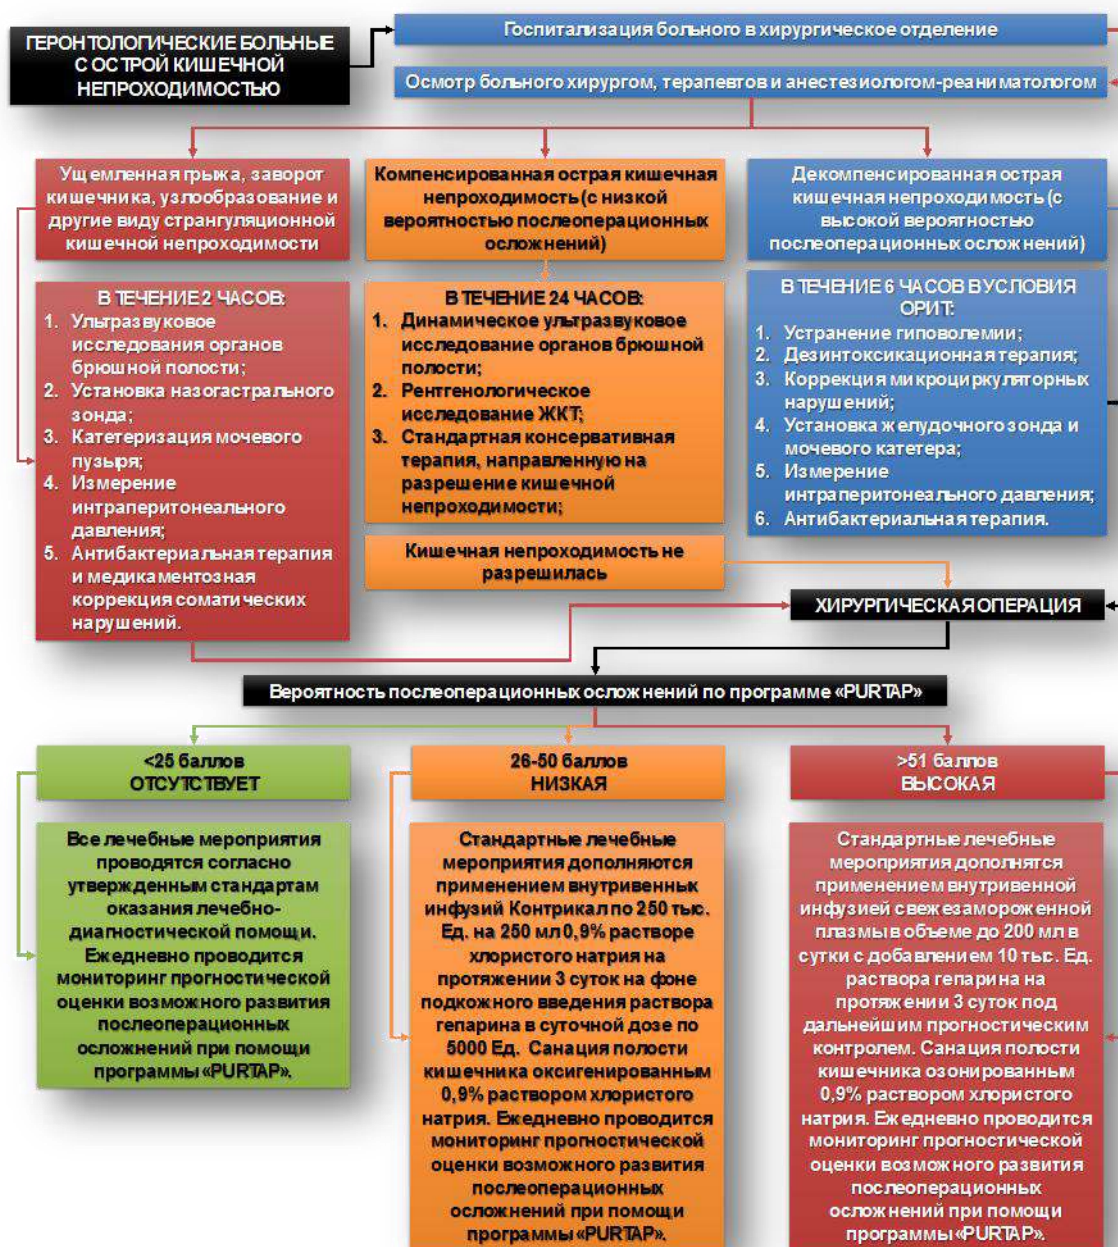 ГЕРОНТОЛОГИЧЕСКИЕ БОЛЬНЫЕ
С ОСТРОЙ КИШЕЧНОЙ
НЕПРОХОДИМОСТЬЮ
Госпитализация больного в хирургическое отделение
Осмотр больного хирургом, терапевтов и анестезиологом-реаниматологом
Ущемленная грыжа, заворот
кишечника, узлообразование и
другие виду странгуляционной
кишечной непроходимости
Компенсированная острая кишечная
непроходимость (с низкой
вероятностью послеоперационных
осложнений)
Декомпенсированная острая
кишечная непроходимость (с
высокой вероятностью
послеоперационных осложнений)
В ТЕЧЕНИЕ 2 ЧАСОВ:
1. Ультразвуковое
исследования органов
брюшной полости;
2. Установка назогастрального
зонда;
3. Катетеризация мочевого
пузыря;
4. Измерение
интраперитонеального
давления;
5. Антибактериальная терапия
и медикаментозная
коррекция соматических
нарушений.
В ТЕЧЕНИЕ 24 ЧАСОВ:
1. Динамическое ультразвуковое
исследование органов брюшной
полости;
2. Рентгенологическое
исследование ЖКТ;
3. Стандартная консервативная
терапия, направленную на
разрешение кишечной
непроходимости;
В ТЕЧЕНИЕ 6 ЧАСОВ В УСЛОВИЯ
ОРИТ:
1. Устранение гиповолемии;
2. Дезинтоксикационная терапия;
3. Коррекция микроциркуляторных
нарушений;
4. Установка желудочного зонда и
мочевого катетера;
5. Измерение
интраперитонеального давления;
6. Антибактериальная терапия.
Кишечная непроходимость не
разрешилась
ХИРУРГИЧЕСКАЯ ОПЕРАЦИЯ
Вероятность послеоперационных осложнений по программе «PURTAP»
<25 баллов
ОТСУТСТВУЕТ
26-50 баллов
НИЗКАЯ
>51 баллов
ВЫСОКАЯ
Все лечебные мероприятия
проводятся согласно
утвержденным стандартам
оказания лечебно-
диагностической помощи.
Ежедневно проводится
мониторинг прогностической
оценки возможного развития
послеоперационных
осложнений при помощи
программы «PURTAP».
Стандартные лечебные
мероприятия дополняются
применением внутривенных
инфузий Контрикал по 250 тыс.
Ед. на 250 мл 0,9% растворе
хлористого натрия на
протяжении 3 суток на фоне
подкожного введения раствора
гепарина в суточной дозе по
5000 Ед. Санация полости
кишечника оксигенированным
0,9% раствором хлористого
натрия. Ежедневно проводится
мониторинг прогностической
оценки возможного развития
послеоперационных
осложнений при помощи
программы «PURTAP».
Стандартные лечебные
мероприятия дополнятся
применением внутривенной
инфузией свежезамороженной
плазмы в объеме до 200 мл в
сутки с добавлением 10 тыс. Ед.
раствора гепарина на
протяжении 3 суток под
дальнейшим прогностическим
контролем. Санация полости
кишечника озонированным
0,9% раствором хлористого
натрия. Ежедневно проводится
мониторинг прогностической
оценки возможного развития
послеоперационных
осложнений при помощи
программы «PURTAP».